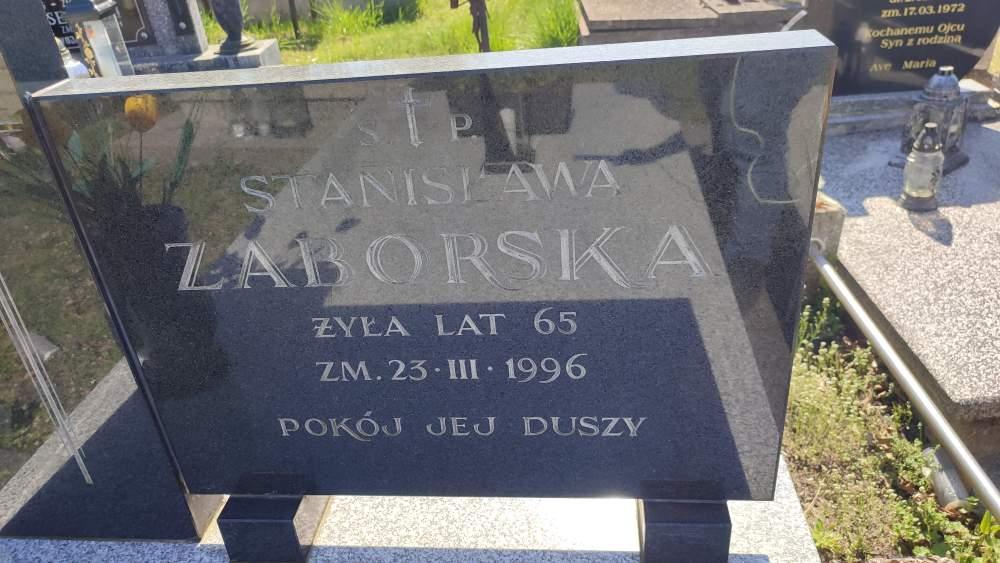 Ś. P.
STANISŁAWA
ZABORSKA
ŻYŁA LAT 65
ZM. 23·III·1996
POKÓJ JEJ DUSZY
zm. 17.03.1972
Kochanemu Ojcu
Syn z rodziną
Ave Maria